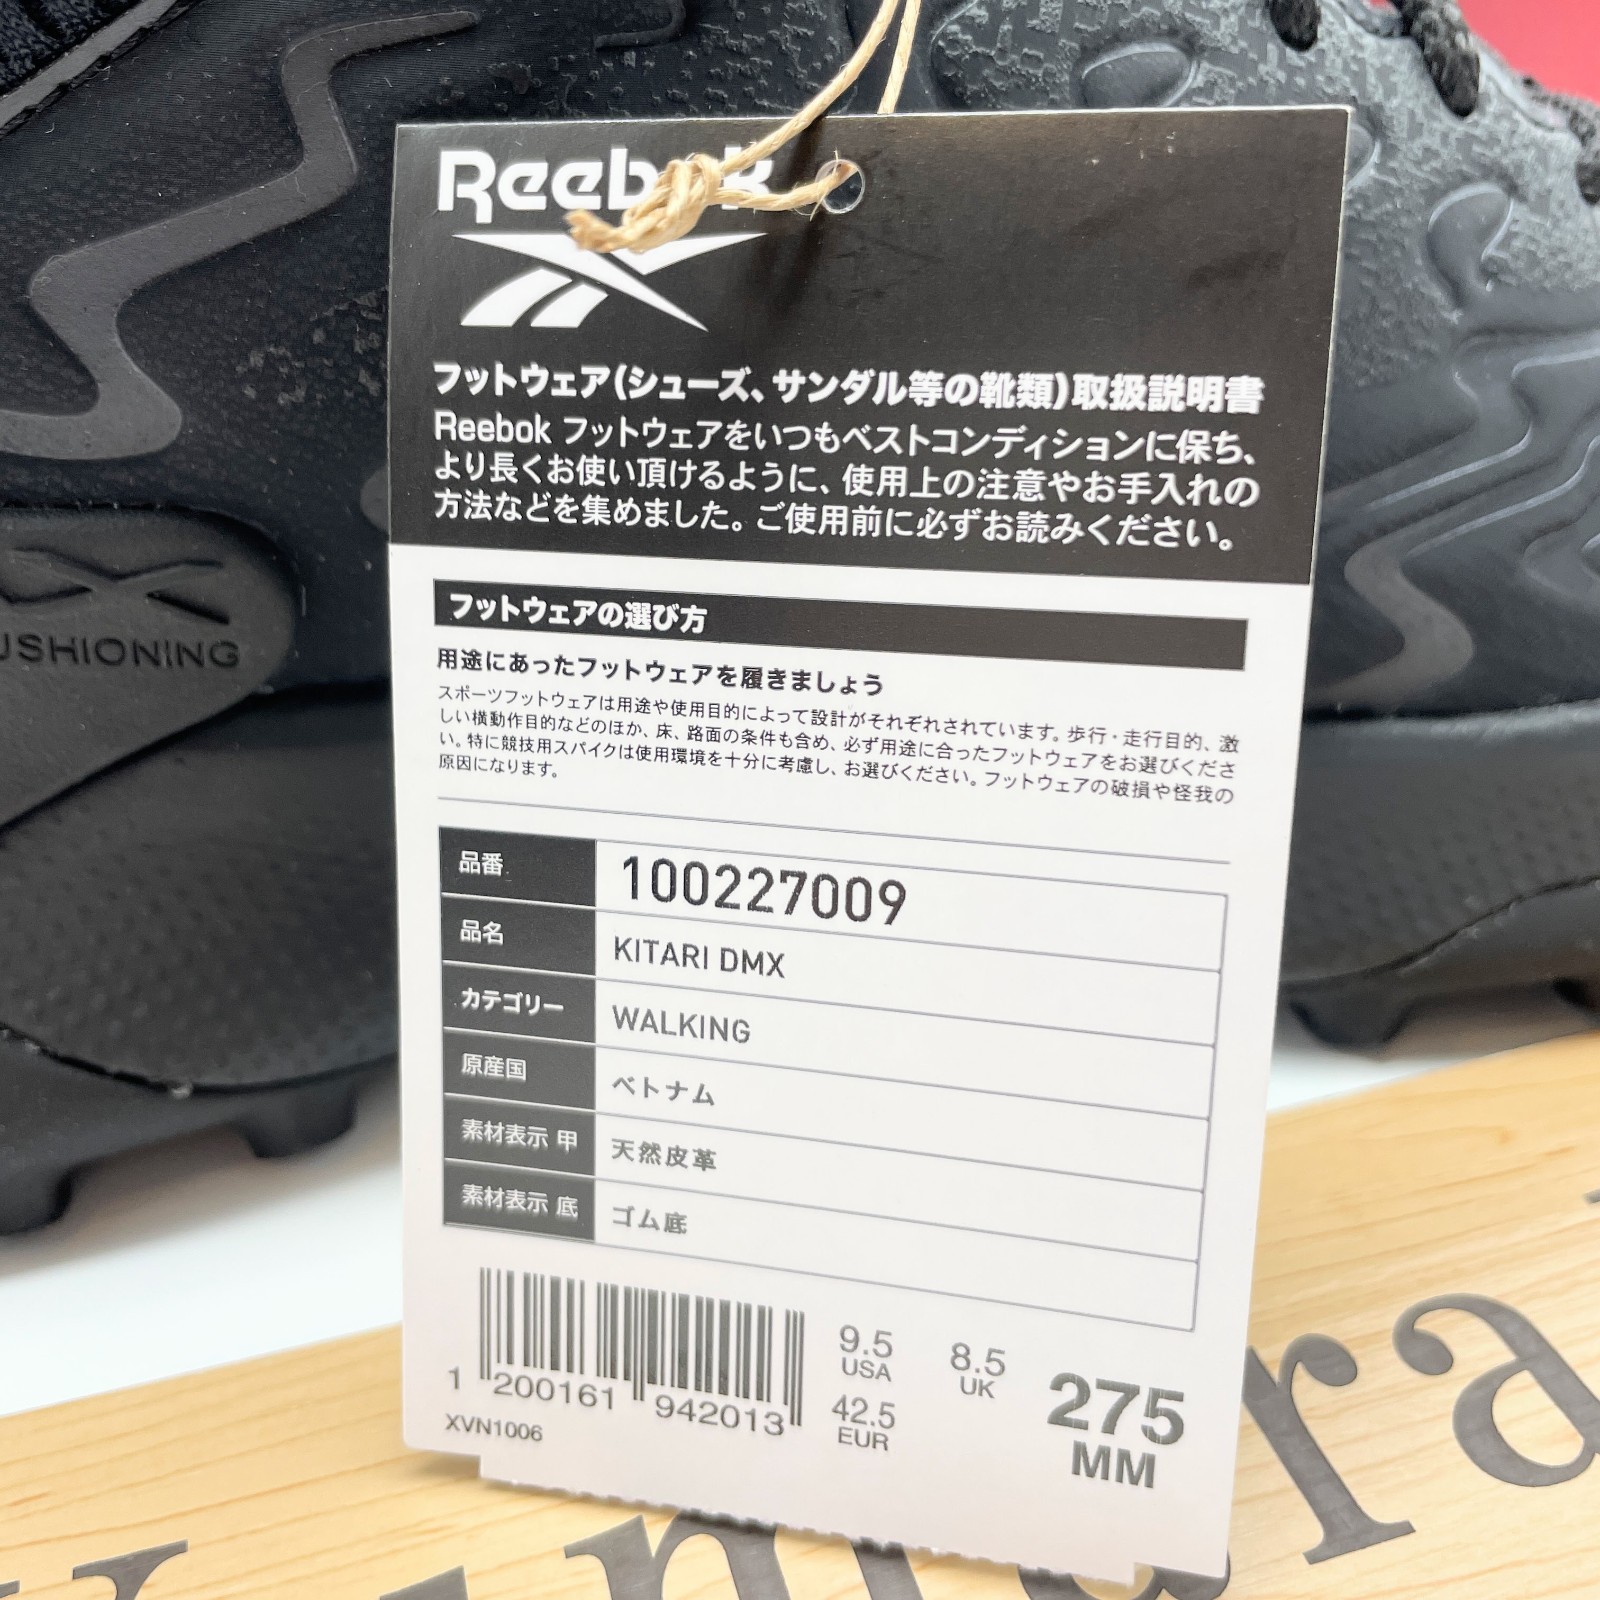 Reebok
フットウェア(シューズ、サンダル等の靴類)取扱説明書
Reebok フットウェアをいつもベストコンディションに保ち、
より長くお使い頂けるように、使用上の注意やお手入れの
方法などを集めました。ご使用前に必ずお読みください。
フットウェアの選び方
用途にあったフットウェアを履きましょう
スポーツフットウェアは用途や使用目的によって設計がそれぞれされています。歩行・走行目的、激
しい横動作目的などのほか、床、路面の条件も含め、必ず用途に合ったフットウェアをお選びくださ
い。特に競技用スパイクは使用環境を十分に考慮し、お選びください。フットウェアの破損や怪我の
原因になります。
品番 100227009
品名 KITARI DMX
カテゴリー WALKING
原産国 ベトナム
素材表示 甲 天然皮革
素材表示 底 ゴム底
1 200161 942013
XVN1006
9.5 USA
8.5 UK
42.5 EUR
275 MM
USHIONING